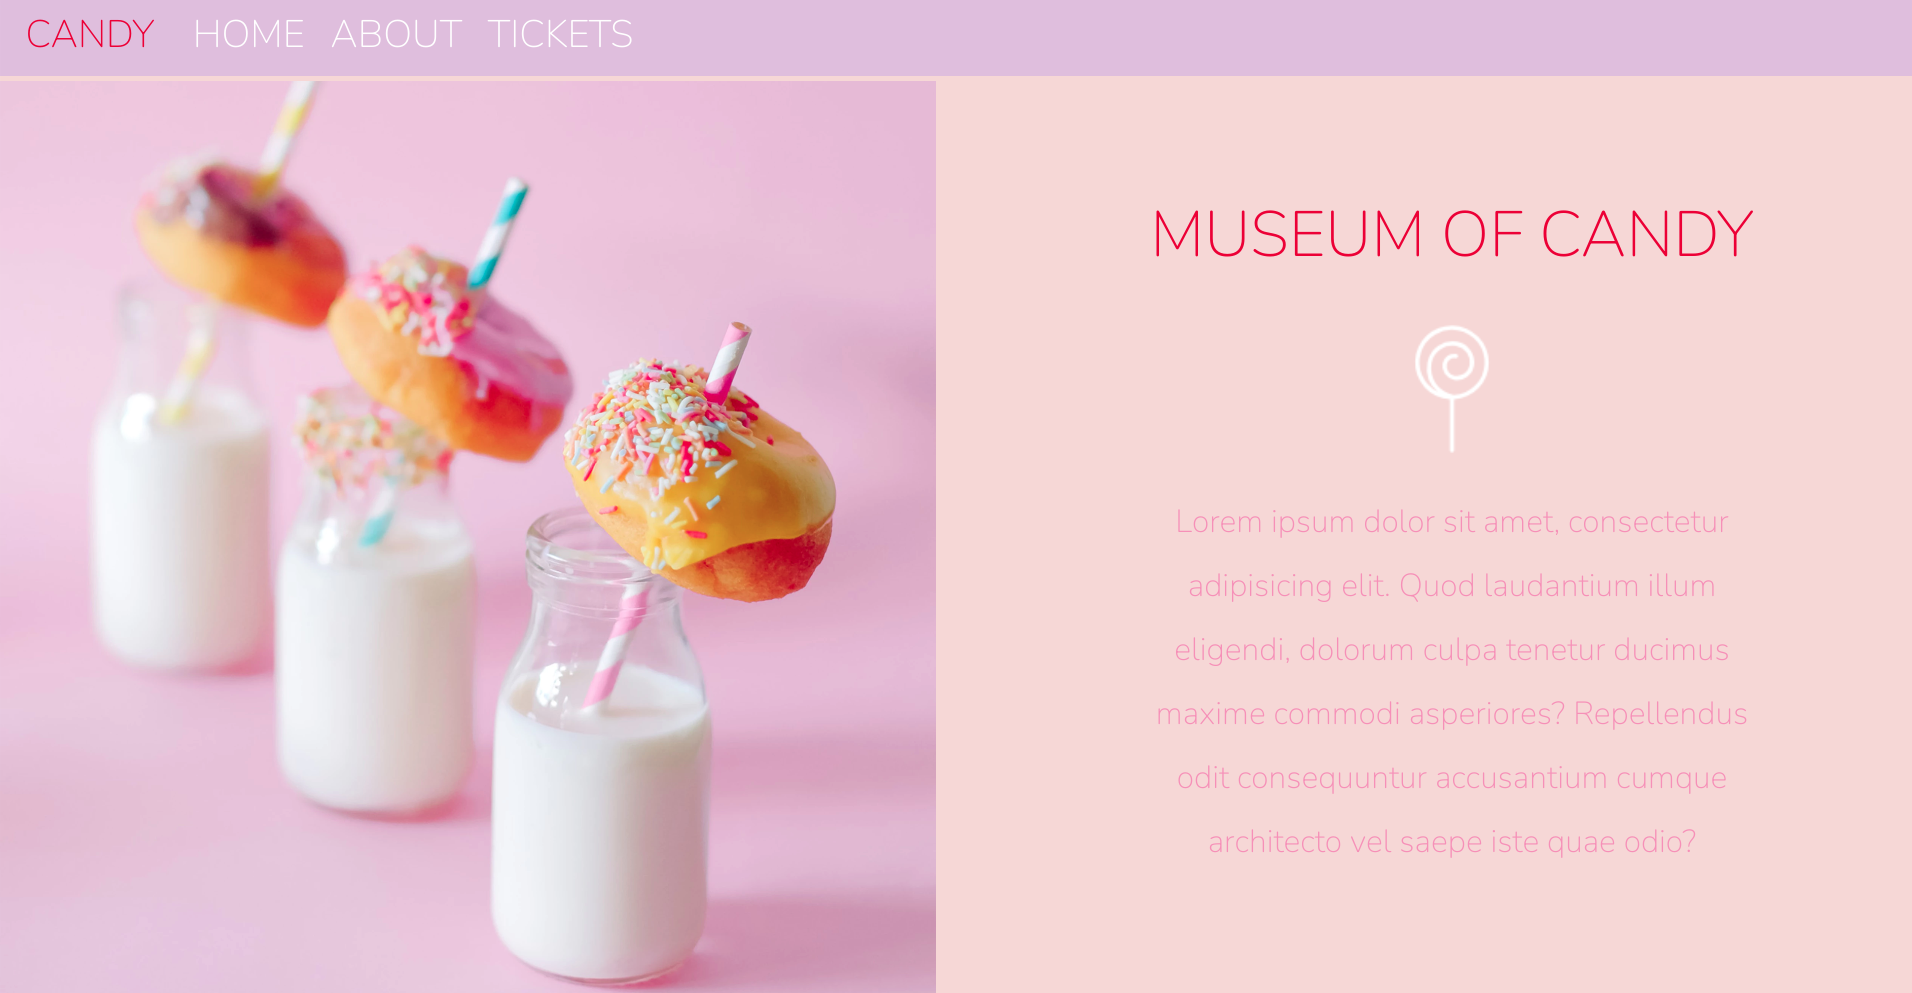 CANDY HOME ABOUT TICKETS
MUSEUM OF CANDY
Lorem ipsum dolor sit amet, consectetur
adipisicing elit. Quod laudantium illum
eligendi, dolorum culpa tenetur ducimus
maxime commodi asperiores? Repellendus
odit consequuntur accusantium cumque
architecto vel saepe iste quae odio?